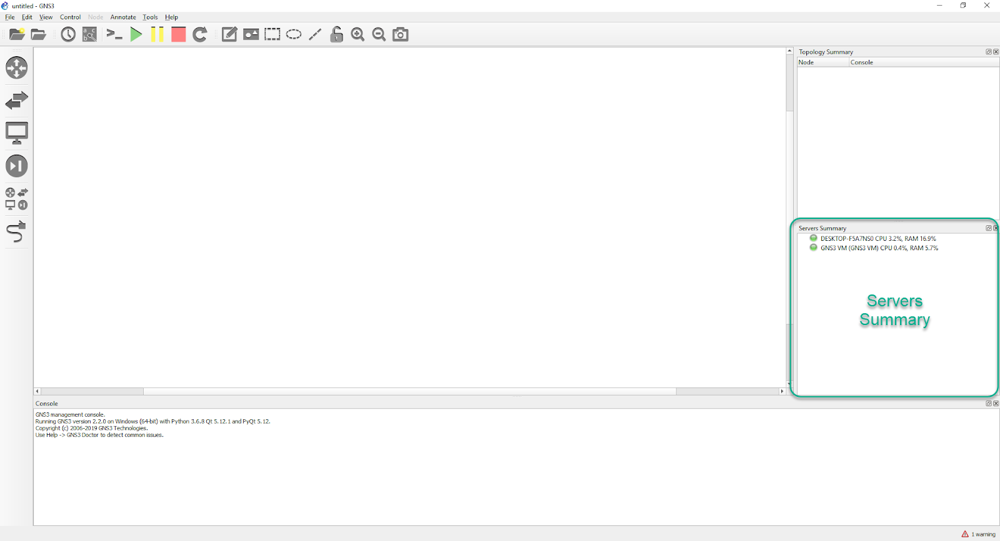 untitled - GNS3
File Edit View Control Node Annotate Tools Help
Topology Summary
Node Console
Servers Summary
DESKTOP-F5A7NS0 CPU 3.2%, RAM 16.9%
GNS3 VM (GNS3 VM) CPU 0.4%, RAM 5.7%
Servers
Summary
Console
GNS3 management console.
Running GNS3 version 2.2.0 on Windows (64-bit) with Python 3.6.8 Qt 5.12.1 and PyQt 5.12.
Copyright (c) 2006-2019 GNS3 Technologies.
Use Help -> GNS3 Doctor to detect common issues.
1 warning